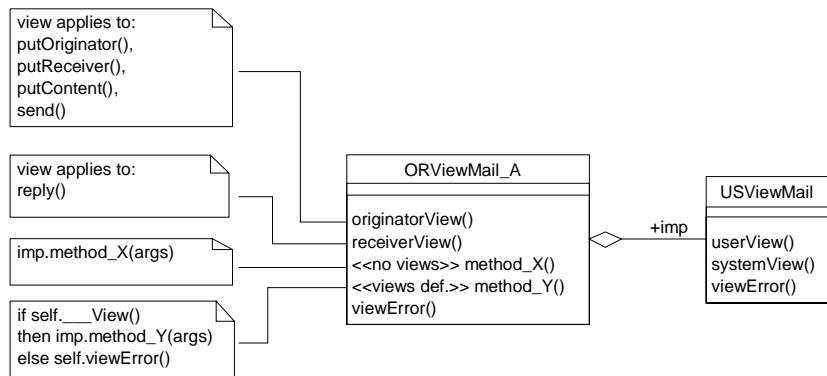 view applies to:
putOriginator(),
putReceiver(),
putContent(),
send()
view applies to:
reply()
imp.method_X(args)
if self.___View()
then imp.method_Y(args)
else self.viewError()
ORViewMail_A
originatorView()
receiverView()
<<no views>> method_X()
<<views def.>> method_Y()
viewError()
+imp
USViewMail
userView()
systemView()
viewError()